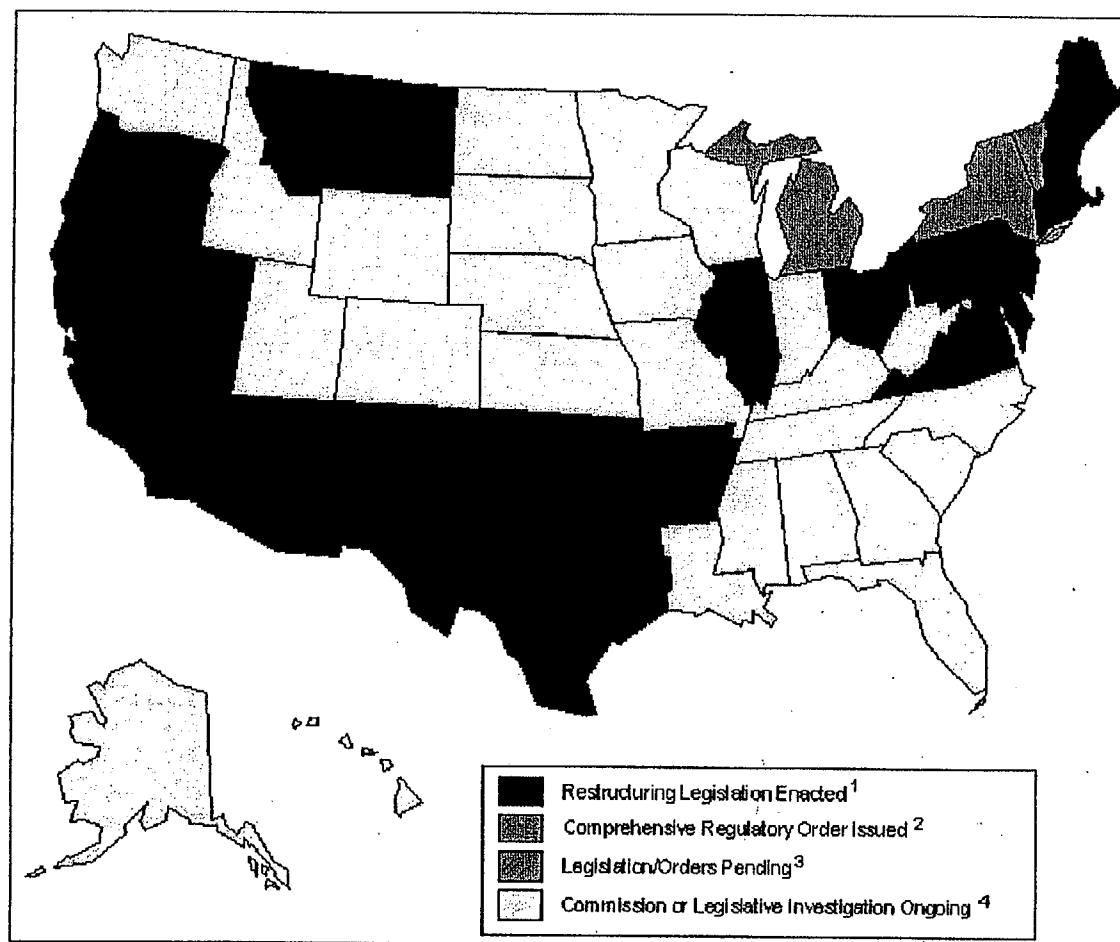 Restructuring Legislation Enacted 1
Comprehensive Regulatory Order Issued 2
Legislation/Orders Pending 3
Commission or Legislative Investigation Ongoing 4